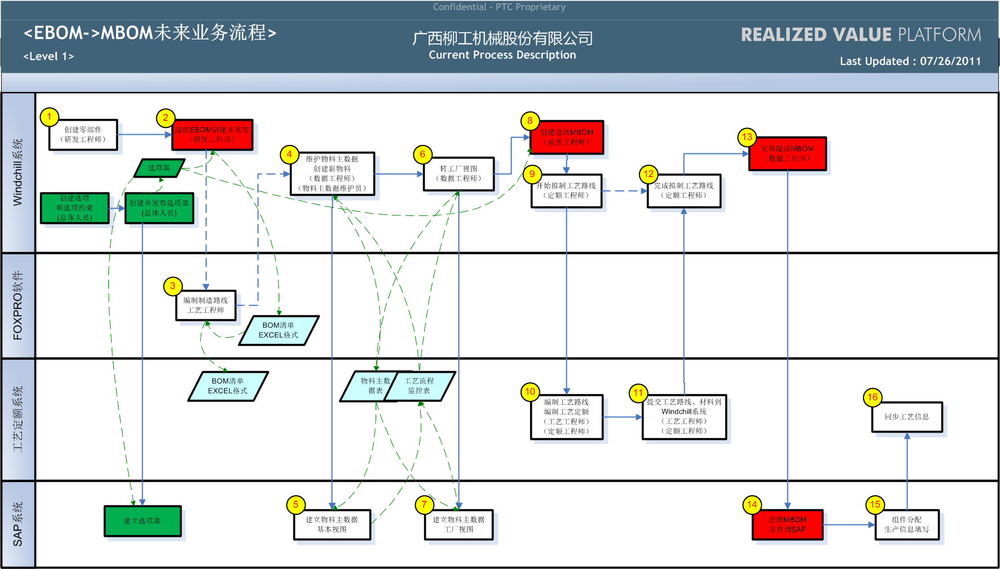 Confidential - PTC Proprietary
<EBOM->MBOM未来业务流程>
<Level 1>
广西柳工机械股份有限公司
Current Process Description
REALIZED VALUE PLATFORM
Last Updated : 07/26/2011
Windchill系统
1
创建零部件
（研发工程师）
2
超级EBOM创建并发布
（研发工程师）
选项集
创建选项
和选项约束
(总体人员)
创建并发布选项集
(总体人员)
4
维护物料主数据
创建新物料
（数据工程师）
（物料主数据维护员）
6
转工厂视图
（数据工程师）
8
创建超级MBOM
（数据工程师）
9
开始拟制工艺路线
（定额工程师）
12
完成拟制工艺路线
（定额工程师）
13
发布超级MBOM
（数据工程师）
FOXPRO软件
3
编制制造路线
工艺工程师
BOM清单
EXCEL格式
工艺定额系统
BOM清单
EXCEL格式
物料主数
据表
工艺流程
监控表
10
编制工艺路线
编制工艺定额
（工艺工程师）
（定额工程师）
11
提交工艺路线、材料到
Windchill系统
（工艺工程师）
（定额工程师）
16
同步工艺信息
SAP系统
建立选项集
5
建立物料主数据
基本视图
7
建立物料主数据
工厂视图
14
超级MBOM
发布到SAP
15
组件分配
生产信息填写